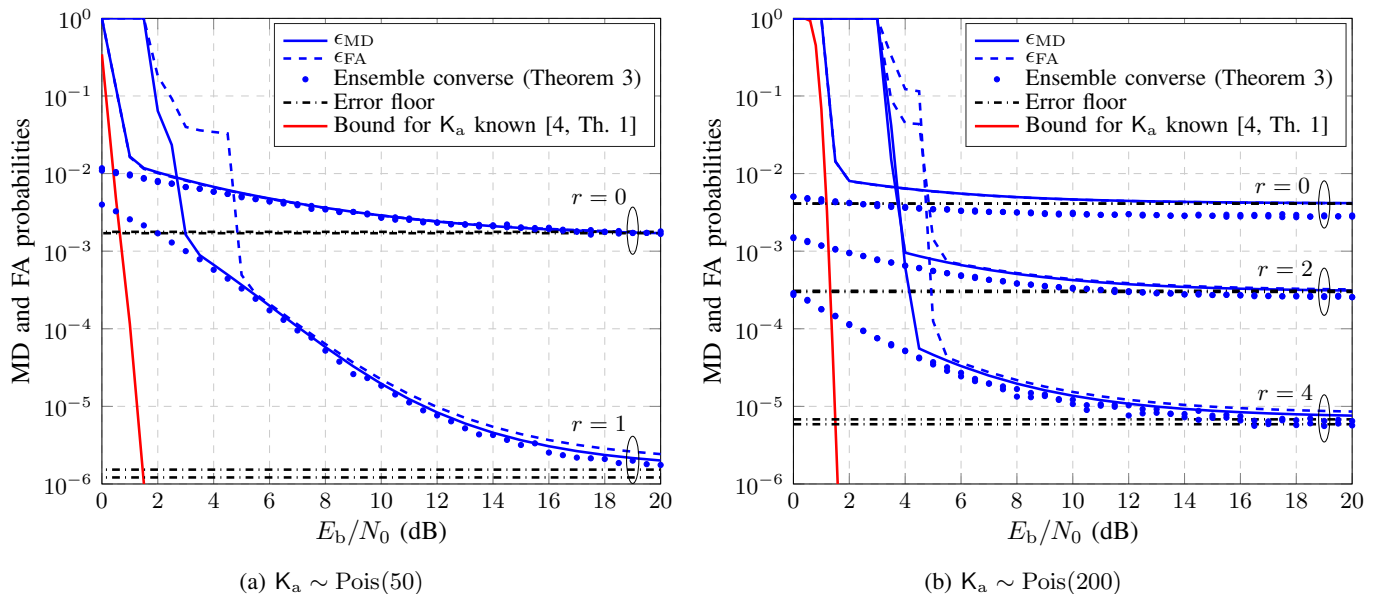 10^0
10^−1
10^−2
10^−3
10^−4
10^−5
10^−6
MD and FA probabilities
ϵ_MD
ϵ_FA
Ensemble converse (Theorem 3)
Error floor
Bound for K_a known [4, Th. 1]
r = 0
r = 1
0 2 4 6 8 10 12 14 16 18 20
E_b/N_0 (dB)
(a) K_a ∼ Pois(50)
10^0
10^−1
10^−2
10^−3
10^−4
10^−5
10^−6
MD and FA probabilities
ϵ_MD
ϵ_FA
Ensemble converse (Theorem 3)
Error floor
Bound for K_a known [4, Th. 1]
r = 0
r = 2
r = 4
0 2 4 6 8 10 12 14 16 18 20
E_b/N_0 (dB)
(b) K_a ∼ Pois(200)